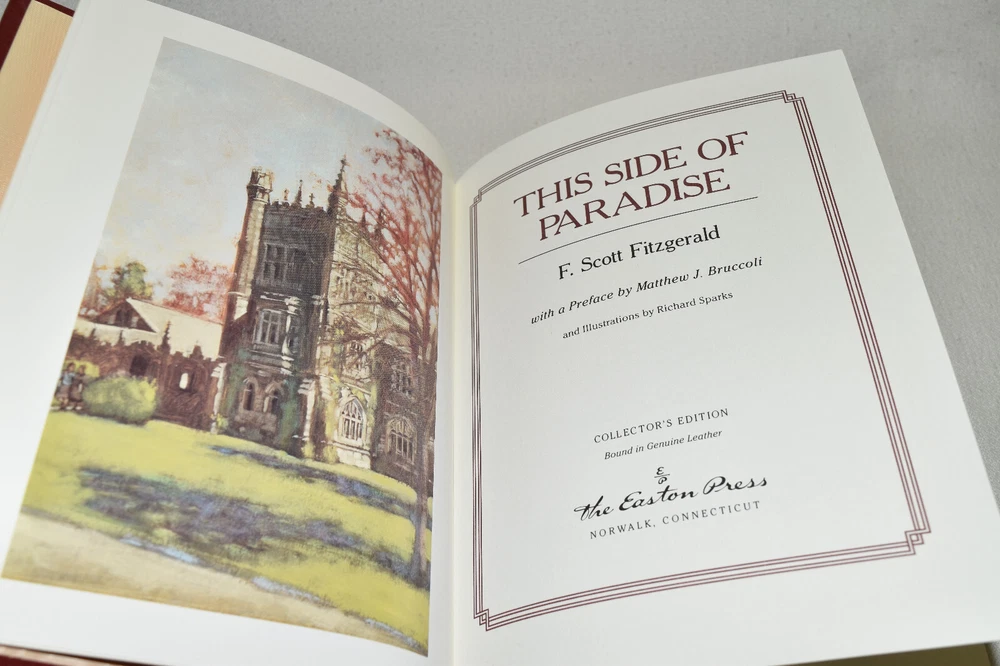 THIS SIDE OF
PARADISE
F. Scott Fitzgerald
with a Preface by Matthew J. Bruccoli
and Illustrations by Richard Sparks
COLLECTOR'S EDITION
Bound in Genuine Leather
E
P
the Easton Press
NORWALK, CONNECTICUT